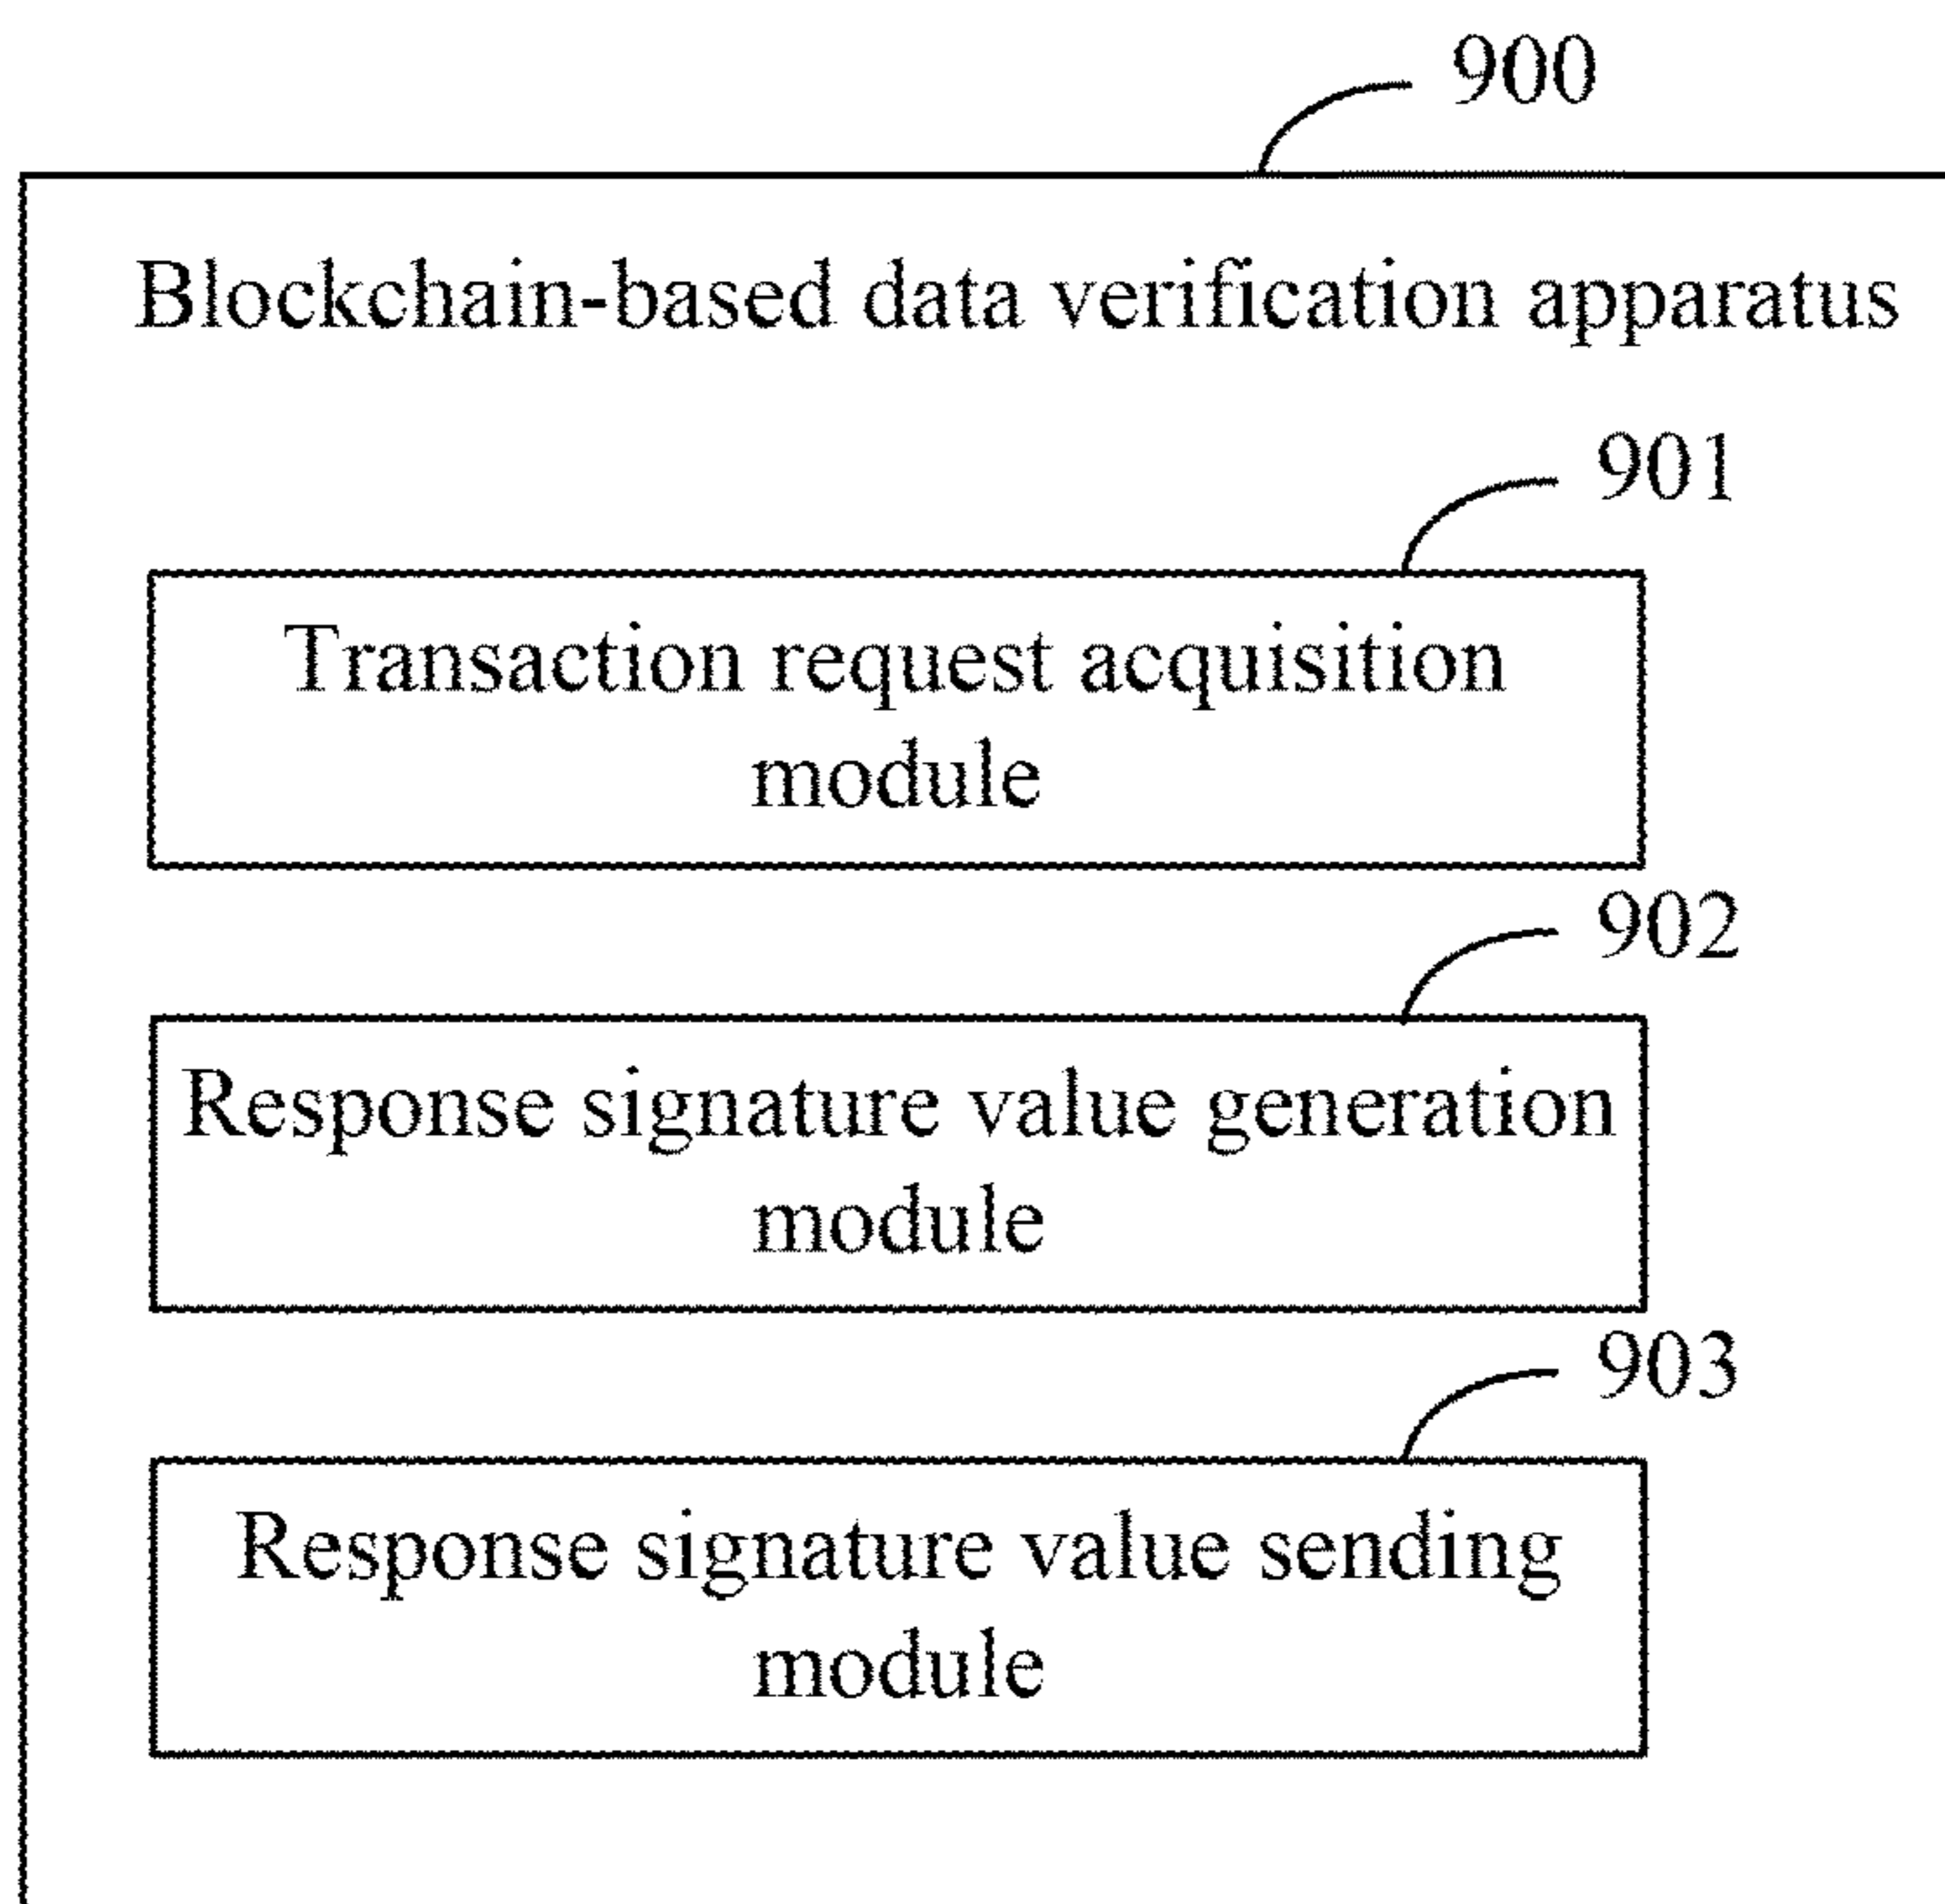 900
Blockchain-based data verification apparatus
901
Transaction request acquisition
module
902
Response signature value generation
module
903
Response signature value sending
module